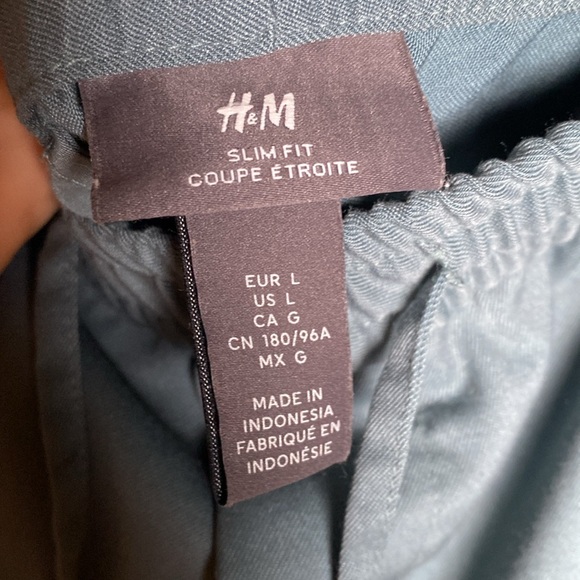 H&M
SLIM FIT
COUPE ÉTROITE
EUR L
US L
CA G
CN 180/96A
MX G
MADE IN
INDONESIA
FABRIQUÉ EN
INDONÉSIE